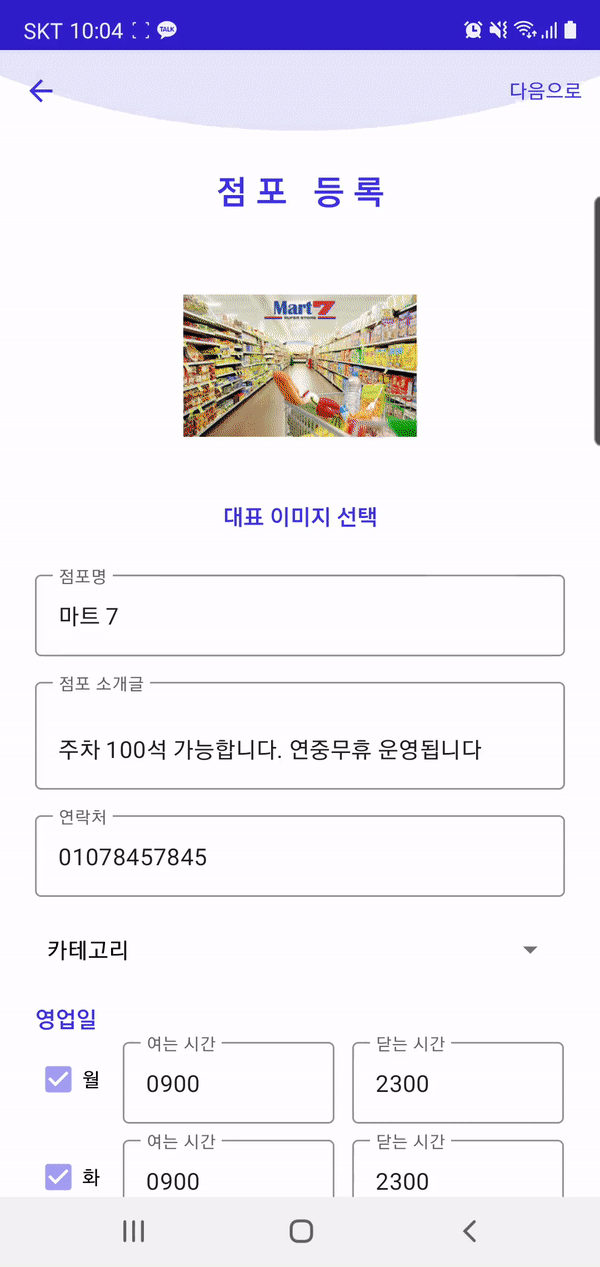 SKT 10:04 TALK
다음으로
점포 등록
Mart 7
대표 이미지 선택
점포명
마트 7
점포 소개글
주차 100석 가능합니다. 연중무휴 운영됩니다
연락처
01078457845
카테고리
영업일
월 여는 시간 0900 닫는 시간 2300
화 여는 시간 0900 닫는 시간 2300